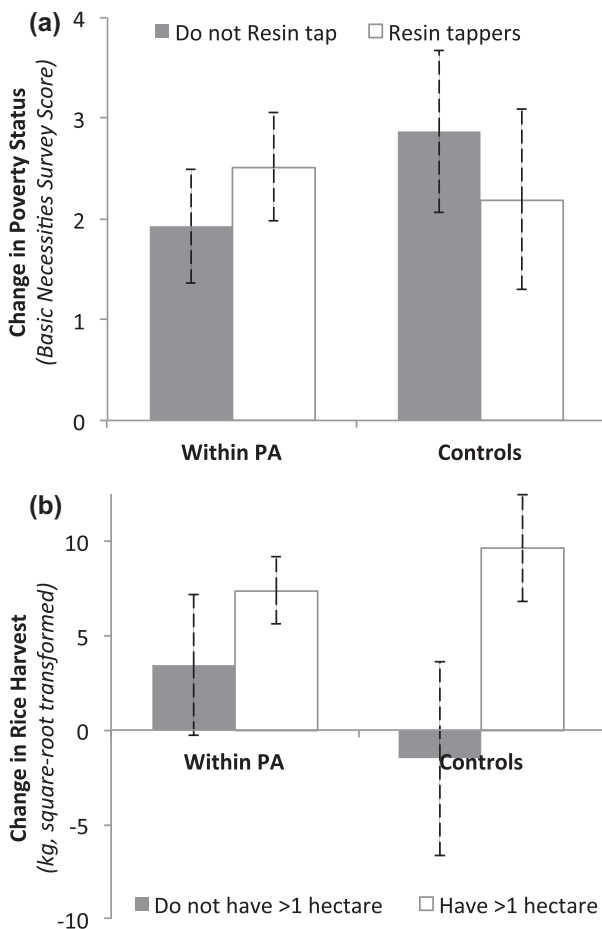 (a)
Do not Resin tap
Resin tappers
4
3
2
1
0
Change in Poverty Status
(Basic Necessities Survey Score)
Within PA
Controls
(b)
10
5
0
-5
-10
Change in Rice Harvest
(kg, square-root transformed)
Within PA
Controls
Do not have >1 hectare
Have >1 hectare